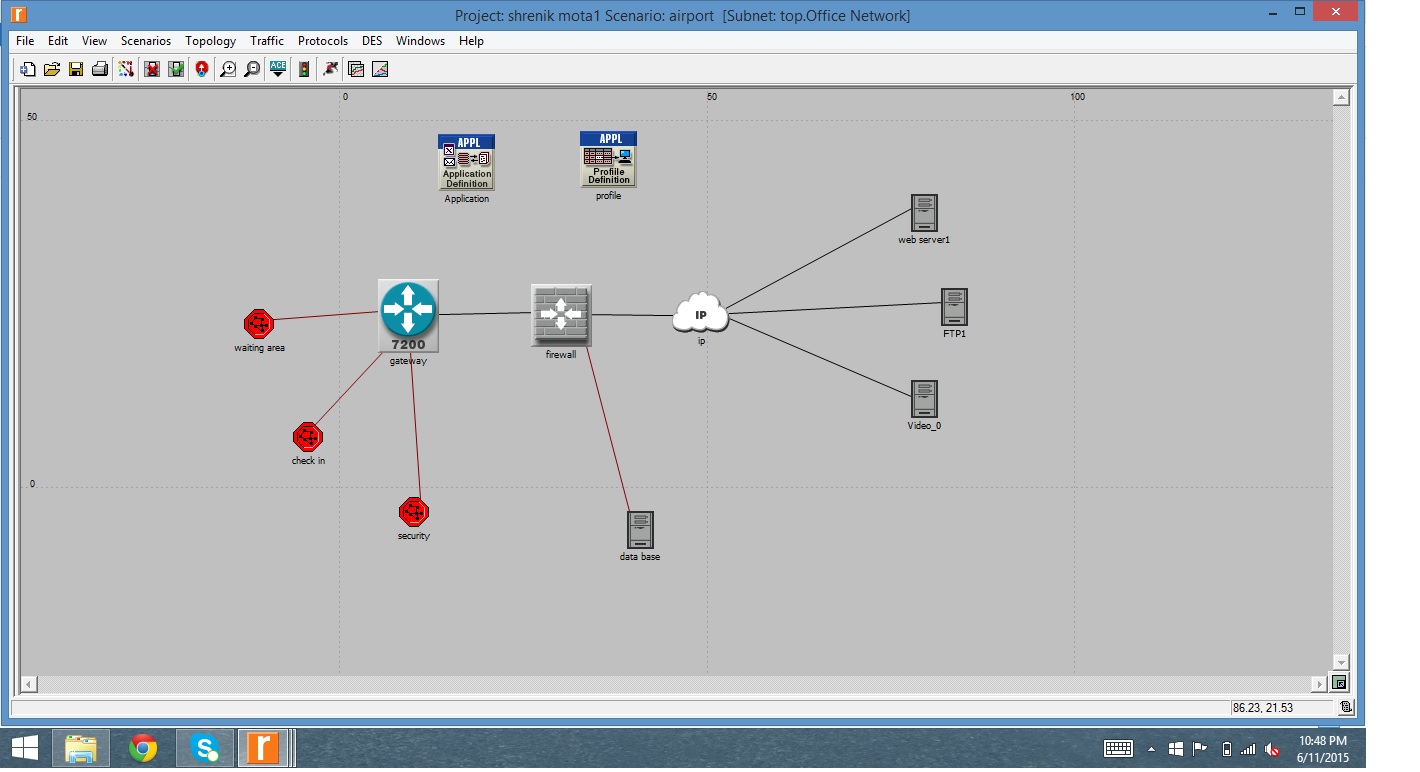 Project: shrenik mota1 Scenario: airport [Subnet: top.Office Network]
File Edit View Scenarios Topology Traffic Protocols DES Windows Help
ACE
0 50 100
50
APPL
Application
Definition
Application
APPL
Profile
Definition
profile
web server1
waiting area
7200
gateway
firewall
IP
ip
FTP1
Video_0
check in
0
security
data base
86.23, 21.53
10:48 PM
6/11/2015